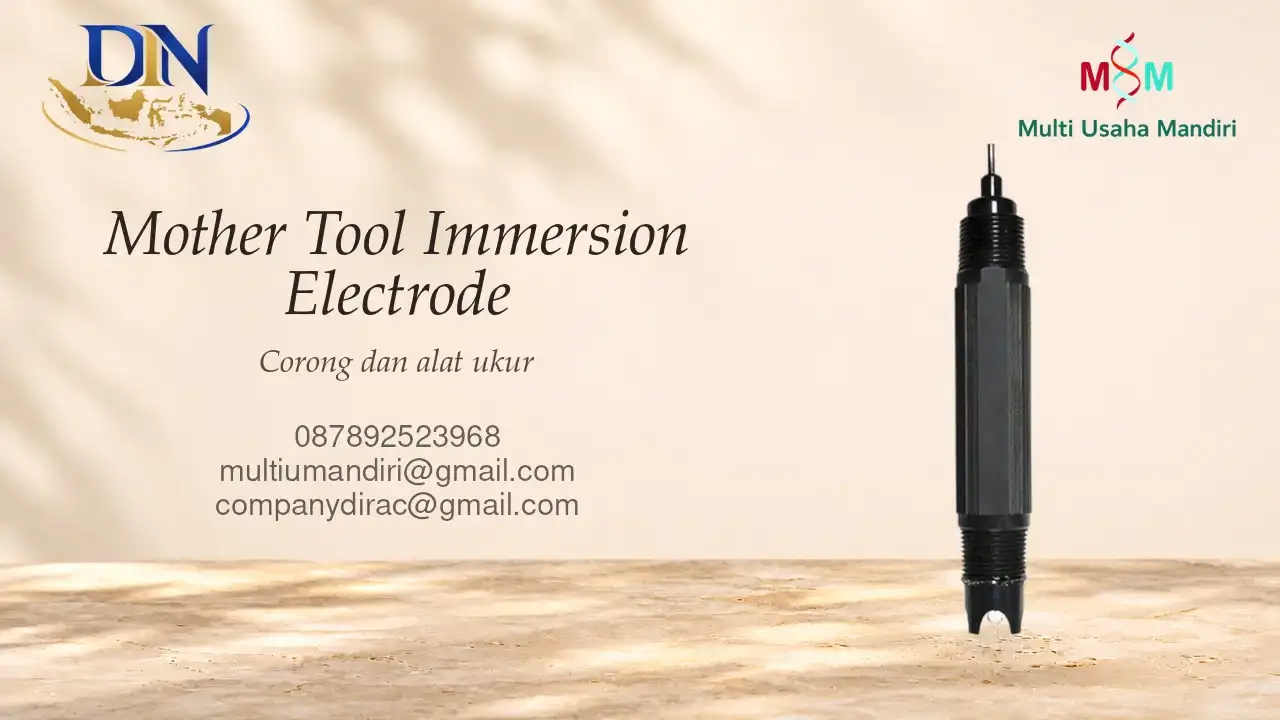 DIN
MSM
Multi Usaha Mandiri
Mother Tool Immersion
Electrode
Corong dan alat ukur
087892523968
multiumandiri@gmail.com
companydirac@gmail.com